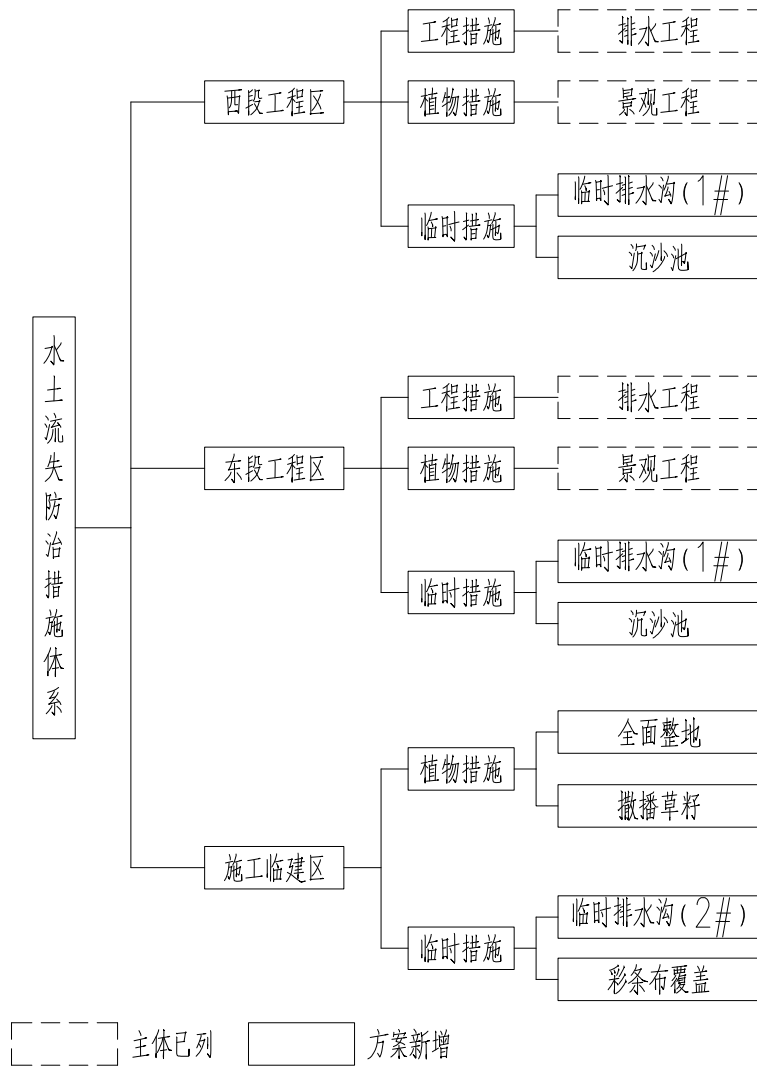 水土流失防治措施体系
西段工程区
工程措施
排水工程
植物措施
景观工程
临时措施
临时排水沟(1#)
沉沙池
东段工程区
工程措施
排水工程
植物措施
景观工程
临时措施
临时排水沟(1#)
沉沙池
施工临建区
植物措施
全面整地
撒播草籽
临时措施
临时排水沟(2#)
彩条布覆盖
主体已列
方案新增